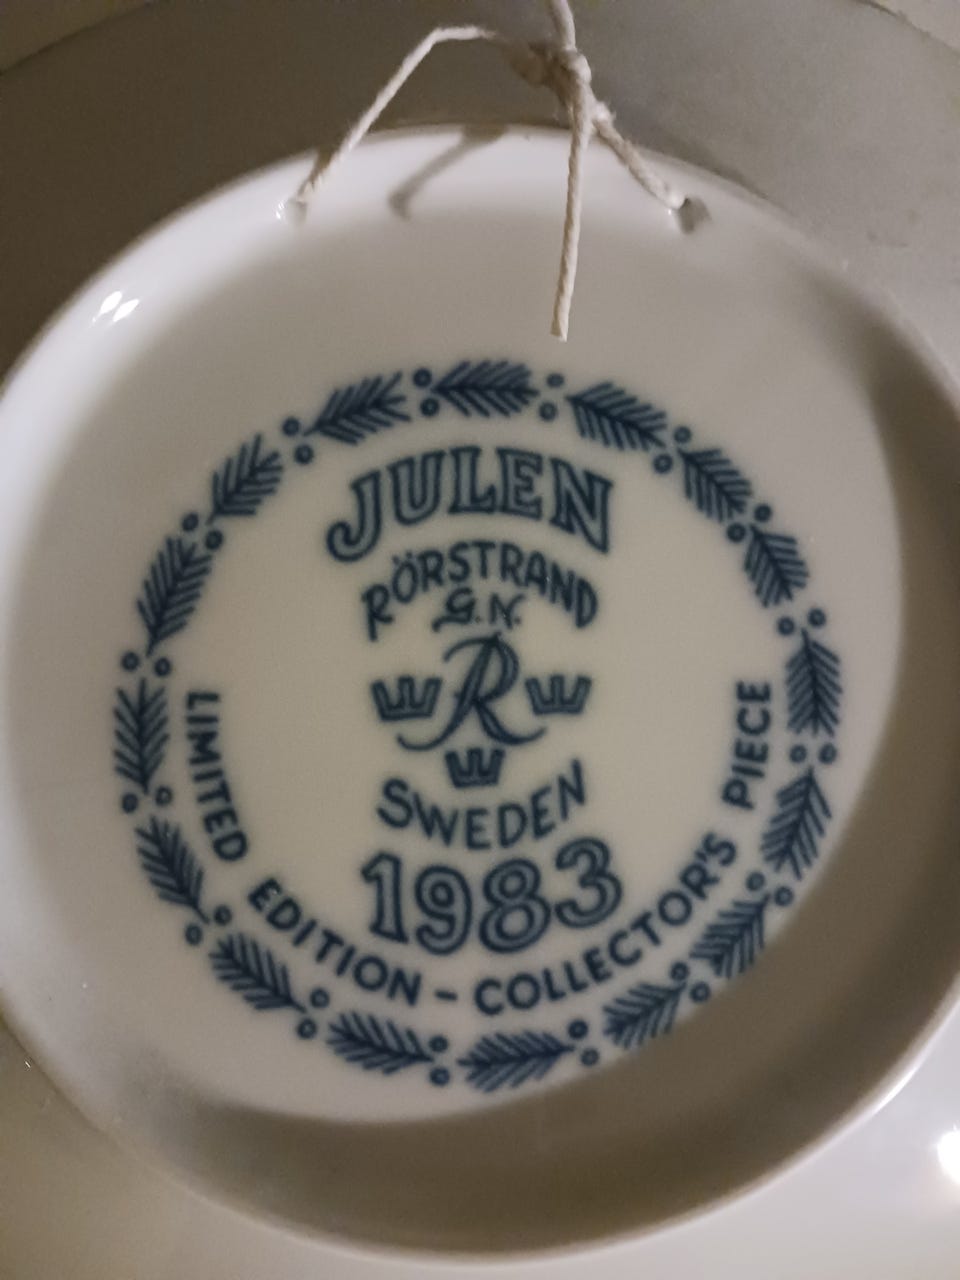 JULEN
RÖRSTRAND
G.N.
R
SWEDEN
1983
LIMITED EDITION - COLLECTOR'S PIECE